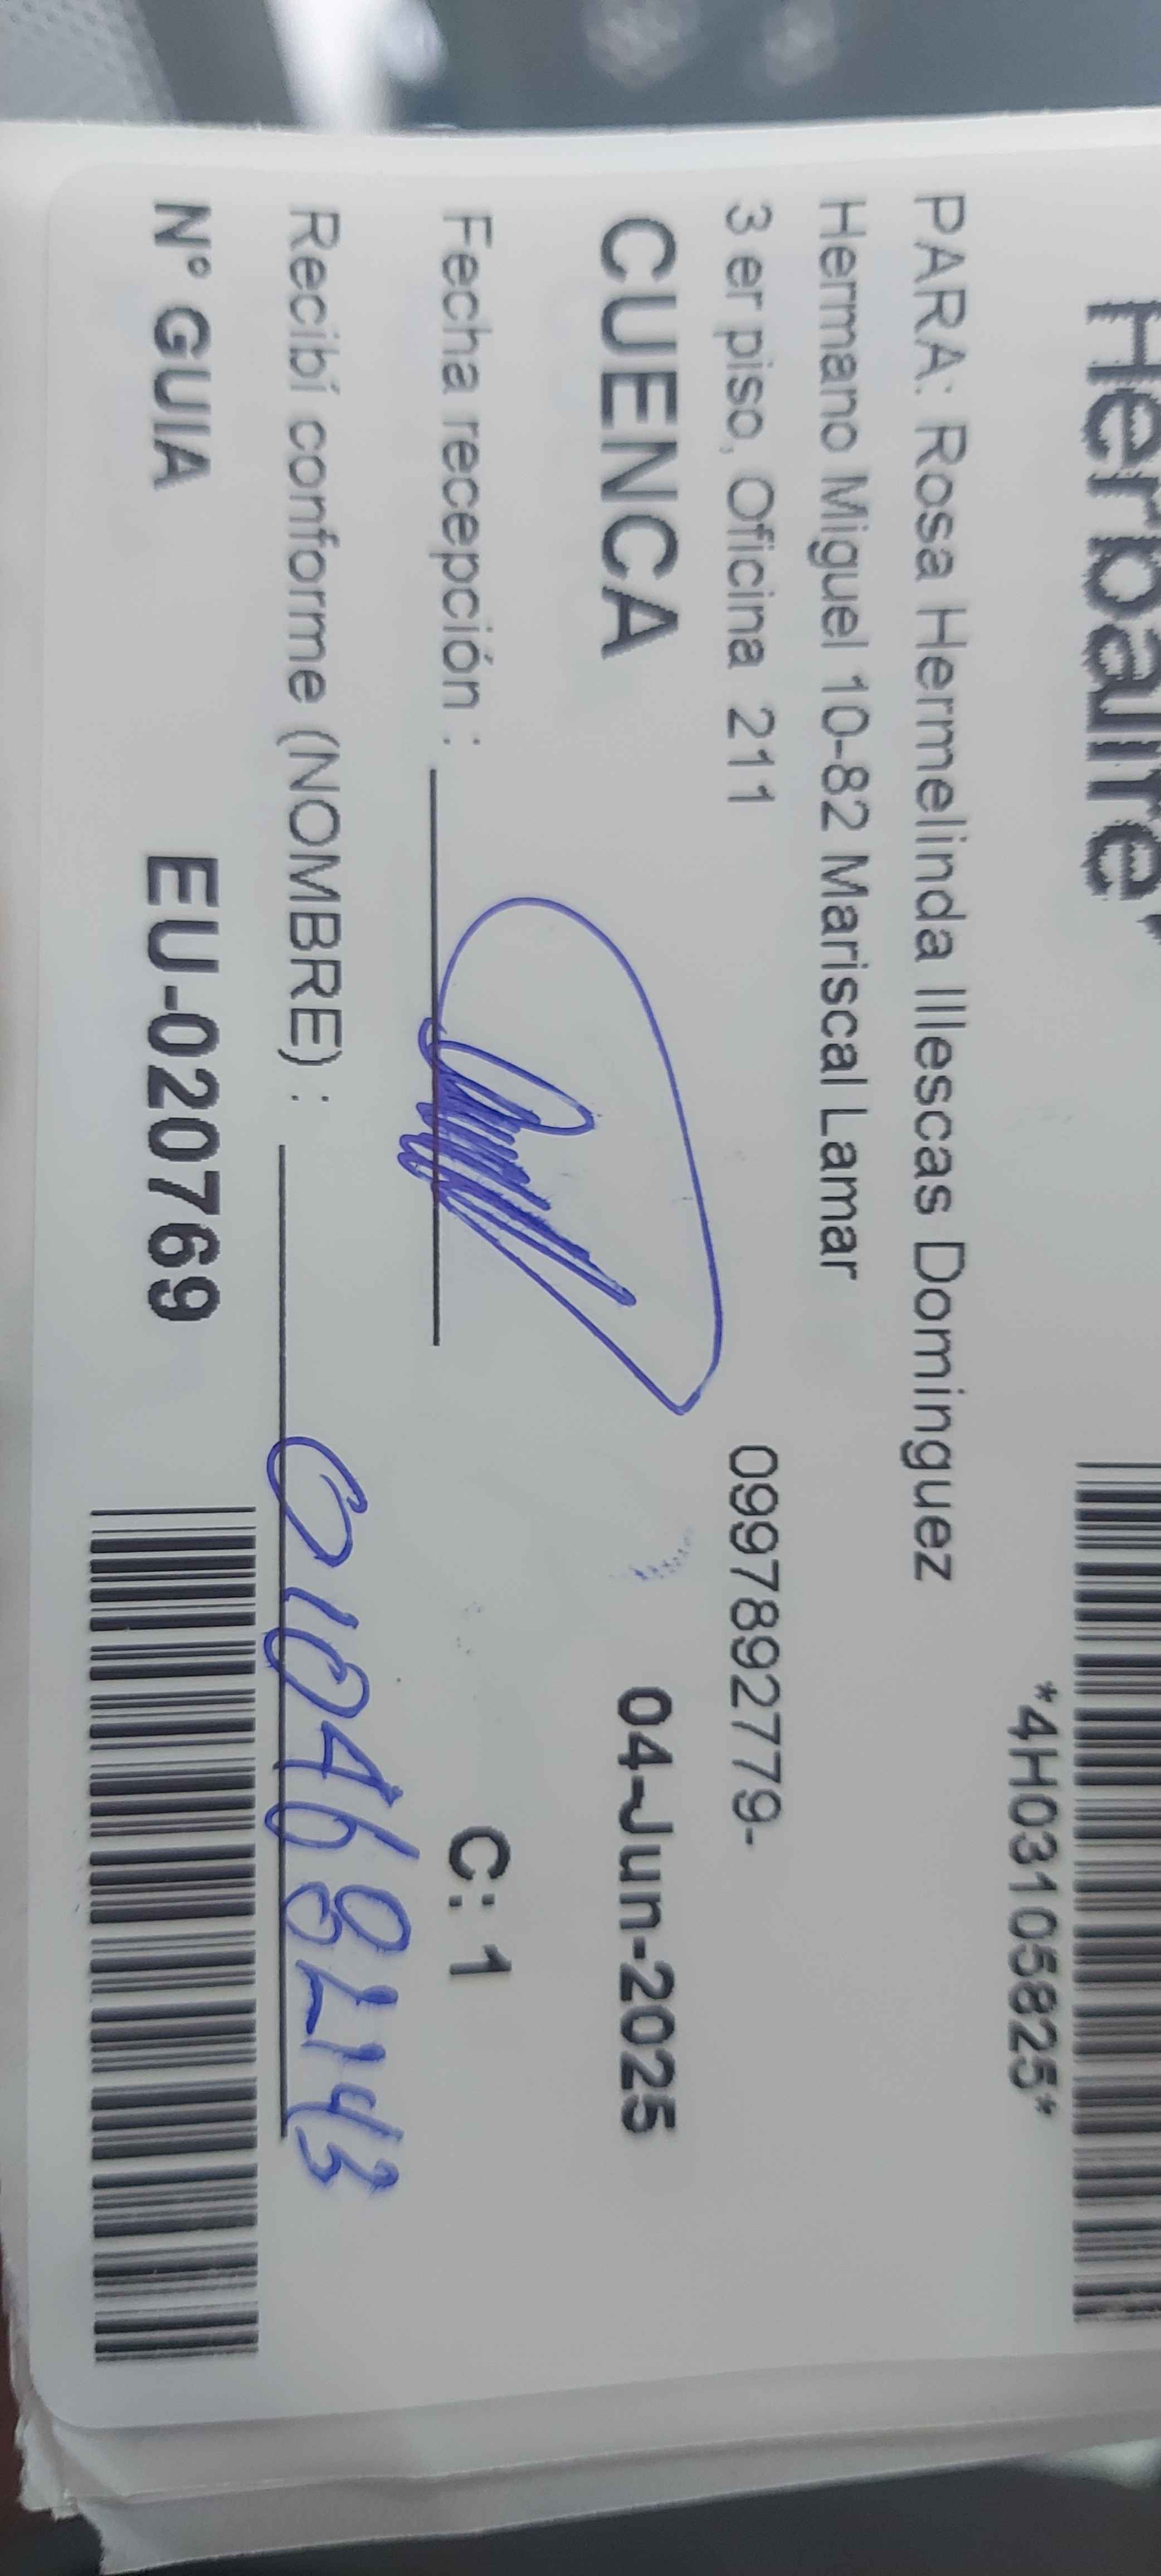 Herbalife
*4H03105825*
PARA: Rosa Hermelinda Illescas Dominguez
Hermano Miguel 10-82 Mariscal Lamar
3 er piso, Oficina 211 0997892779-
CUENCA 04-Jun-2025
Fecha recepción : C: 1
Recibí conforme (NOMBRE) : 0104682143
N° GUIA EU-020769